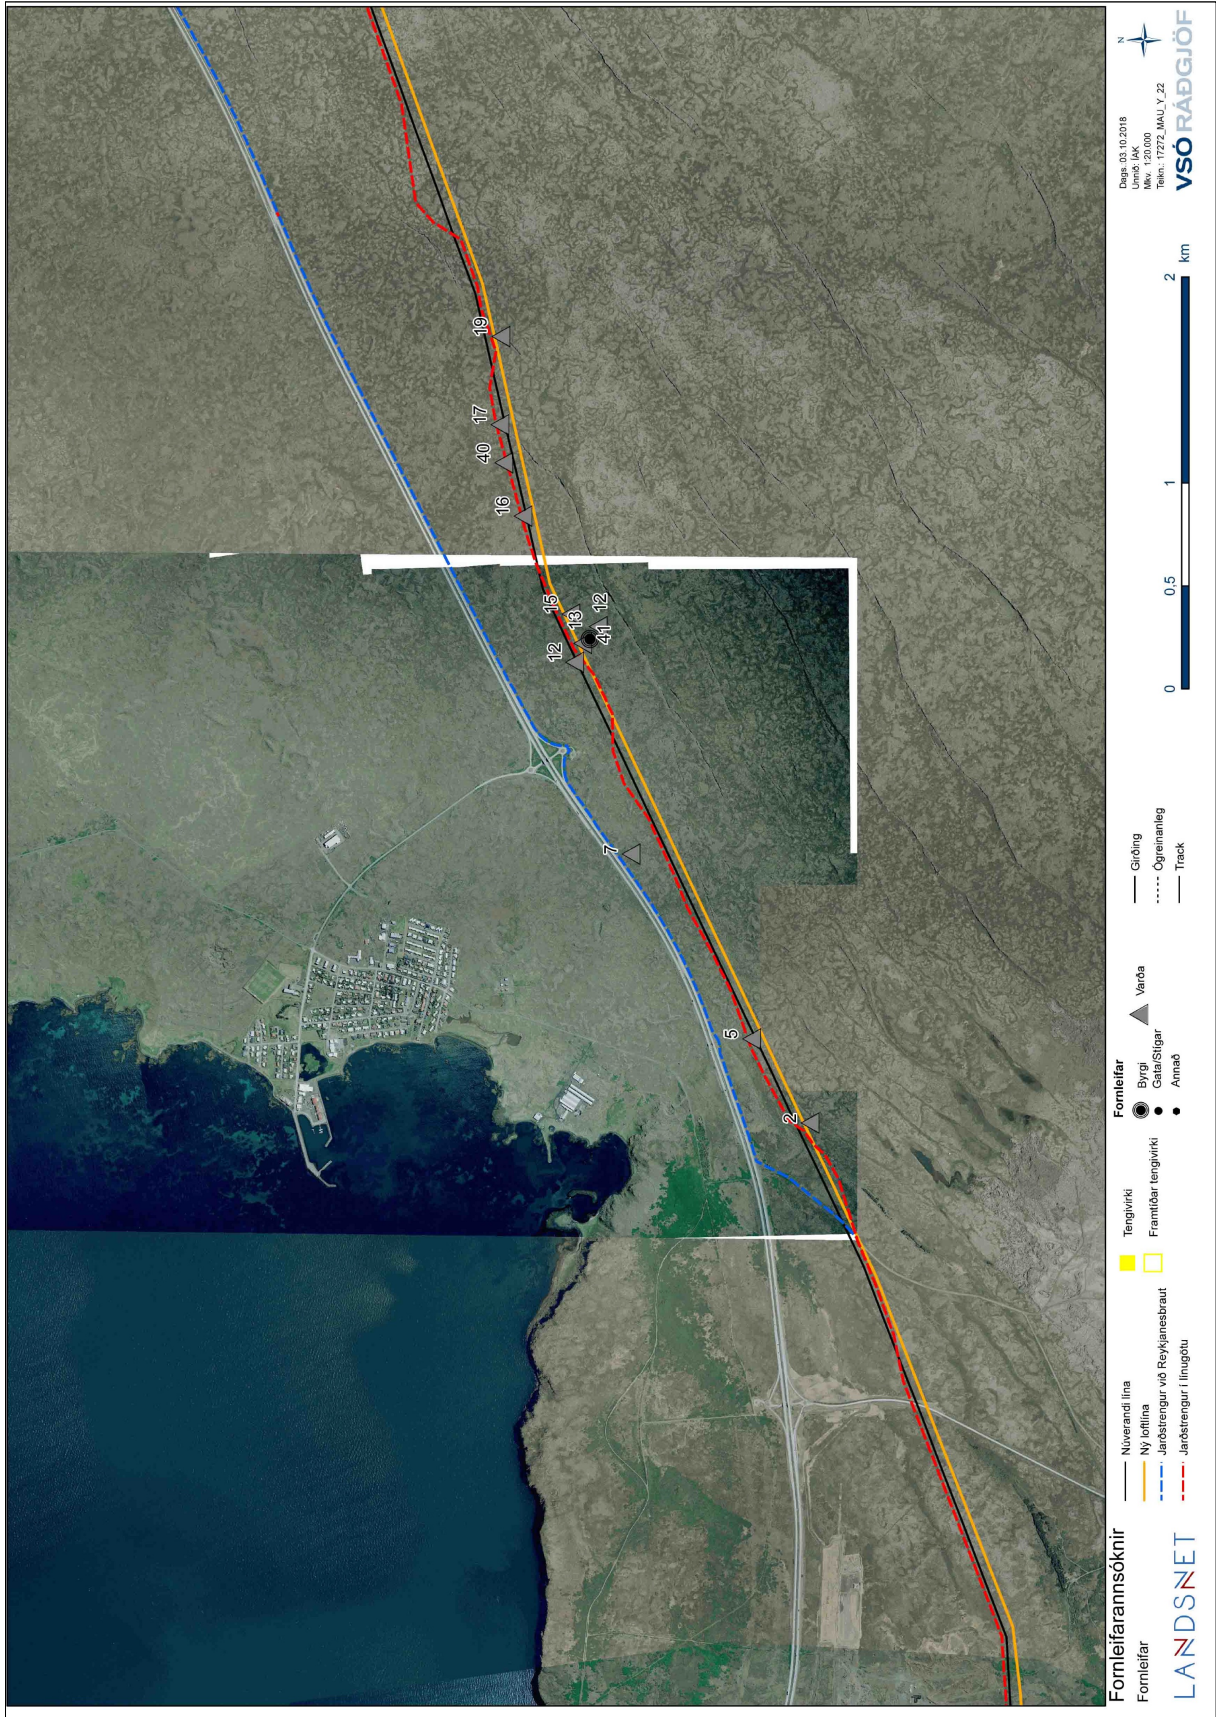 19
17
40
16
15
13
12
12
41
7
5
2
Fornleifarannsóknir
Fornleifar
LANDSNET
Núverandi lína
Ný loftlína
Jarðstrengur við Reykjanesbraut
Jarðstrengur í línugötu
Tengivirki
Framtíðar tengivirki
Fornleifar
Byrgi
Gata/Stígar
Annað
Varða
Girðing
Ógreinanleg
Track
0 0,5 1 2 km
N
Dags.:03.10.2018
Unnið: ÍAK
Mkv. 1:20.000
Teikn.: 17272_MAU_Y_22
VSÓ RÁÐGJÖF